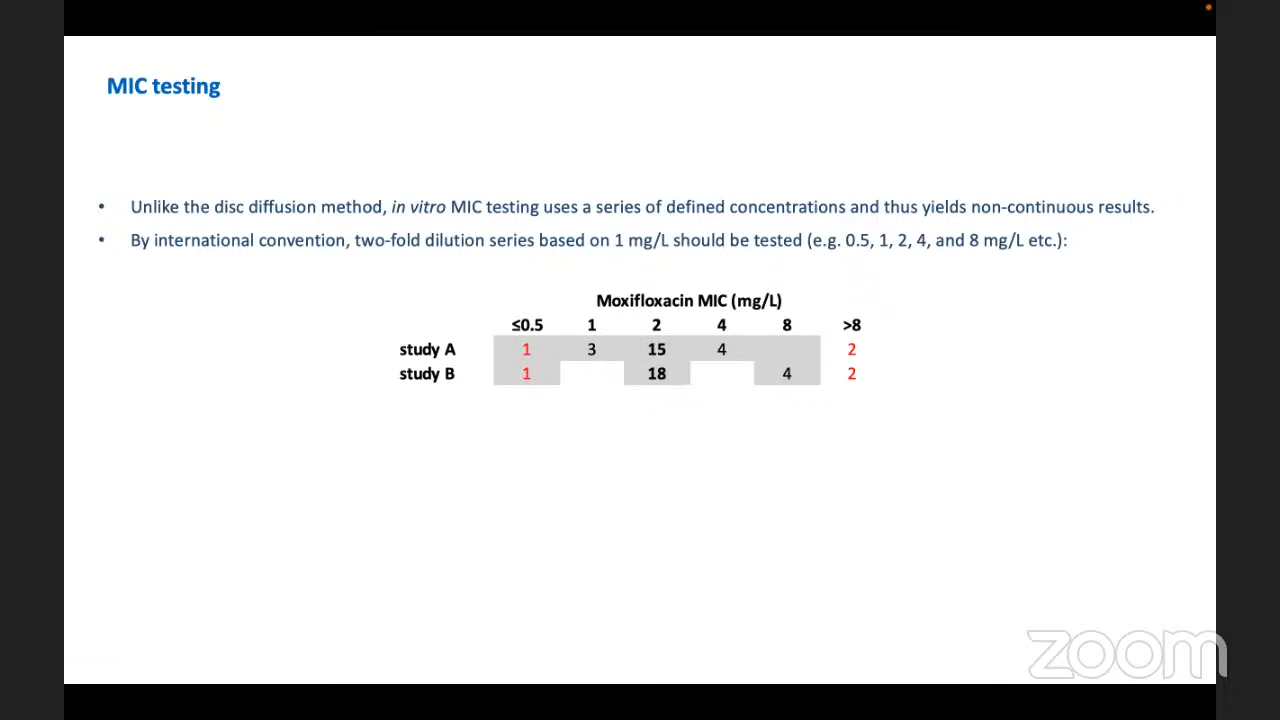 MIC testing
• Unlike the disc diffusion method, in vitro MIC testing uses a series of defined concentrations and thus yields non-continuous results.
• By international convention, two-fold dilution series based on 1 mg/L should be tested (e.g. 0.5, 1, 2, 4, and 8 mg/L etc.):
Moxifloxacin MIC (mg/L)
≤0.5 1 2 4 8 >8
study A 1 3 15 4 2
study B 1 18 4 2
zoom